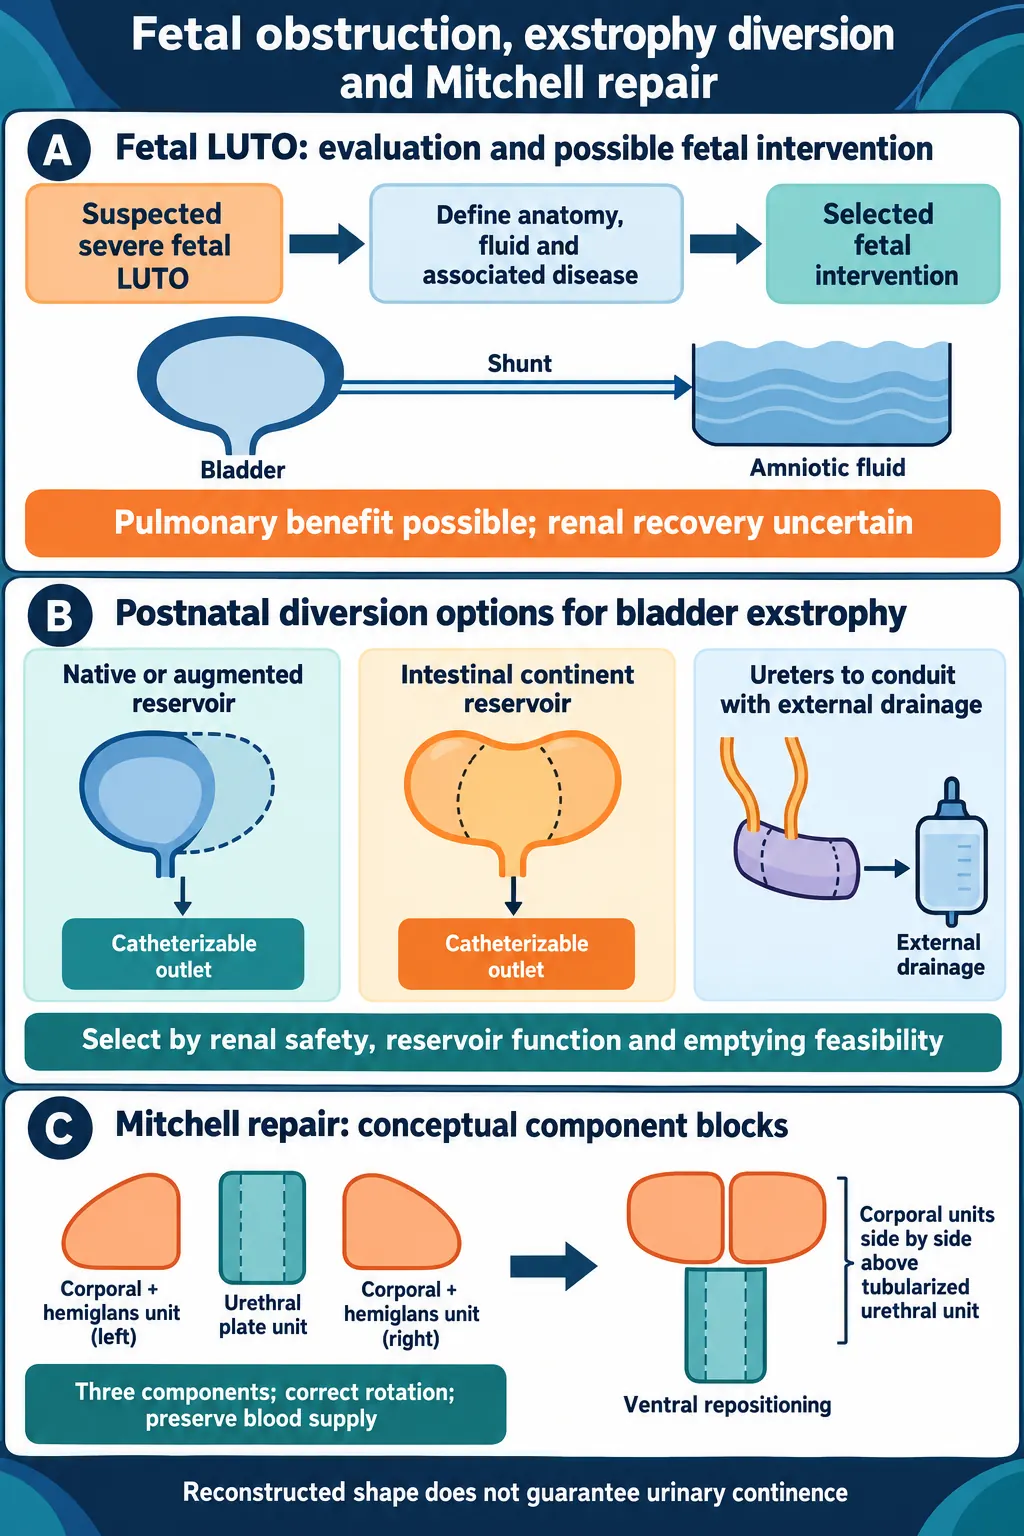 Fetal obstruction, exstrophy diversion
and Mitchell repair
A
Fetal LUTO: evaluation and possible fetal intervention
Suspected
severe fetal
LUTO
Define anatomy,
fluid and
associated disease
Selected
fetal
intervention
Shunt
Bladder
Amniotic fluid
Pulmonary benefit possible; renal recovery uncertain
B
Postnatal diversion options for bladder exstrophy
Native or augmented
reservoir
Catheterizable
outlet
Intestinal continent
reservoir
Catheterizable
outlet
Ureters to conduit
with external drainage
External
drainage
Select by renal safety, reservoir function and emptying feasibility
C
Mitchell repair: conceptual component blocks
Corporal +
hemiglans unit
(left)
Urethral
plate unit
Corporal +
hemiglans unit
(right)
Corporal units
side by side
above
tubularized
urethral unit
Ventral repositioning
Three components; correct rotation;
preserve blood supply
Reconstructed shape does not guarantee urinary continence